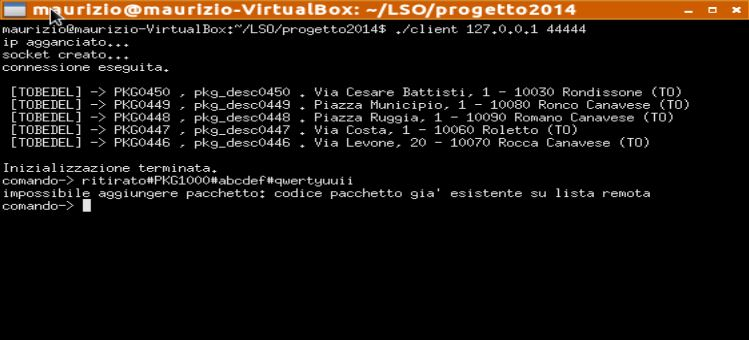 maurizio@maurizio-VirtualBox: ~/LSO/progetto2014
maurizio@maurizio-VirtualBox:~/LSO/progetto2014$ ./client 127.0.0.1 44444
ip agganciato...
socket creato...
connessione eseguita.
[TOBEDEL] -> PKG0450 , pkg_desc0450 . Via Cesare Battisti, 1 - 10030 Rondissone (TO)
[TOBEDEL] -> PKG0449 , pkg_desc0449 . Piazza Municipio, 1 - 10080 Ronco Canavese (TO)
[TOBEDEL] -> PKG0448 , pkg_desc0448 . Piazza Ruggia, 1 - 10090 Romano Canavese (TO)
[TOBEDEL] -> PKG0447 , pkg_desc0447 . Via Costa, 1 - 10060 Roletto (TO)
[TOBEDEL] -> PKG0446 , pkg_desc0446 . Via Levone, 20 - 10070 Rocca Canavese (TO)
Inizializzazione terminata.
comando-> ritirato#PKG1000#abcdef#qwertyuuii
impossibile aggiungere pacchetto: codice pacchetto gia' esistente su lista remota
comando->